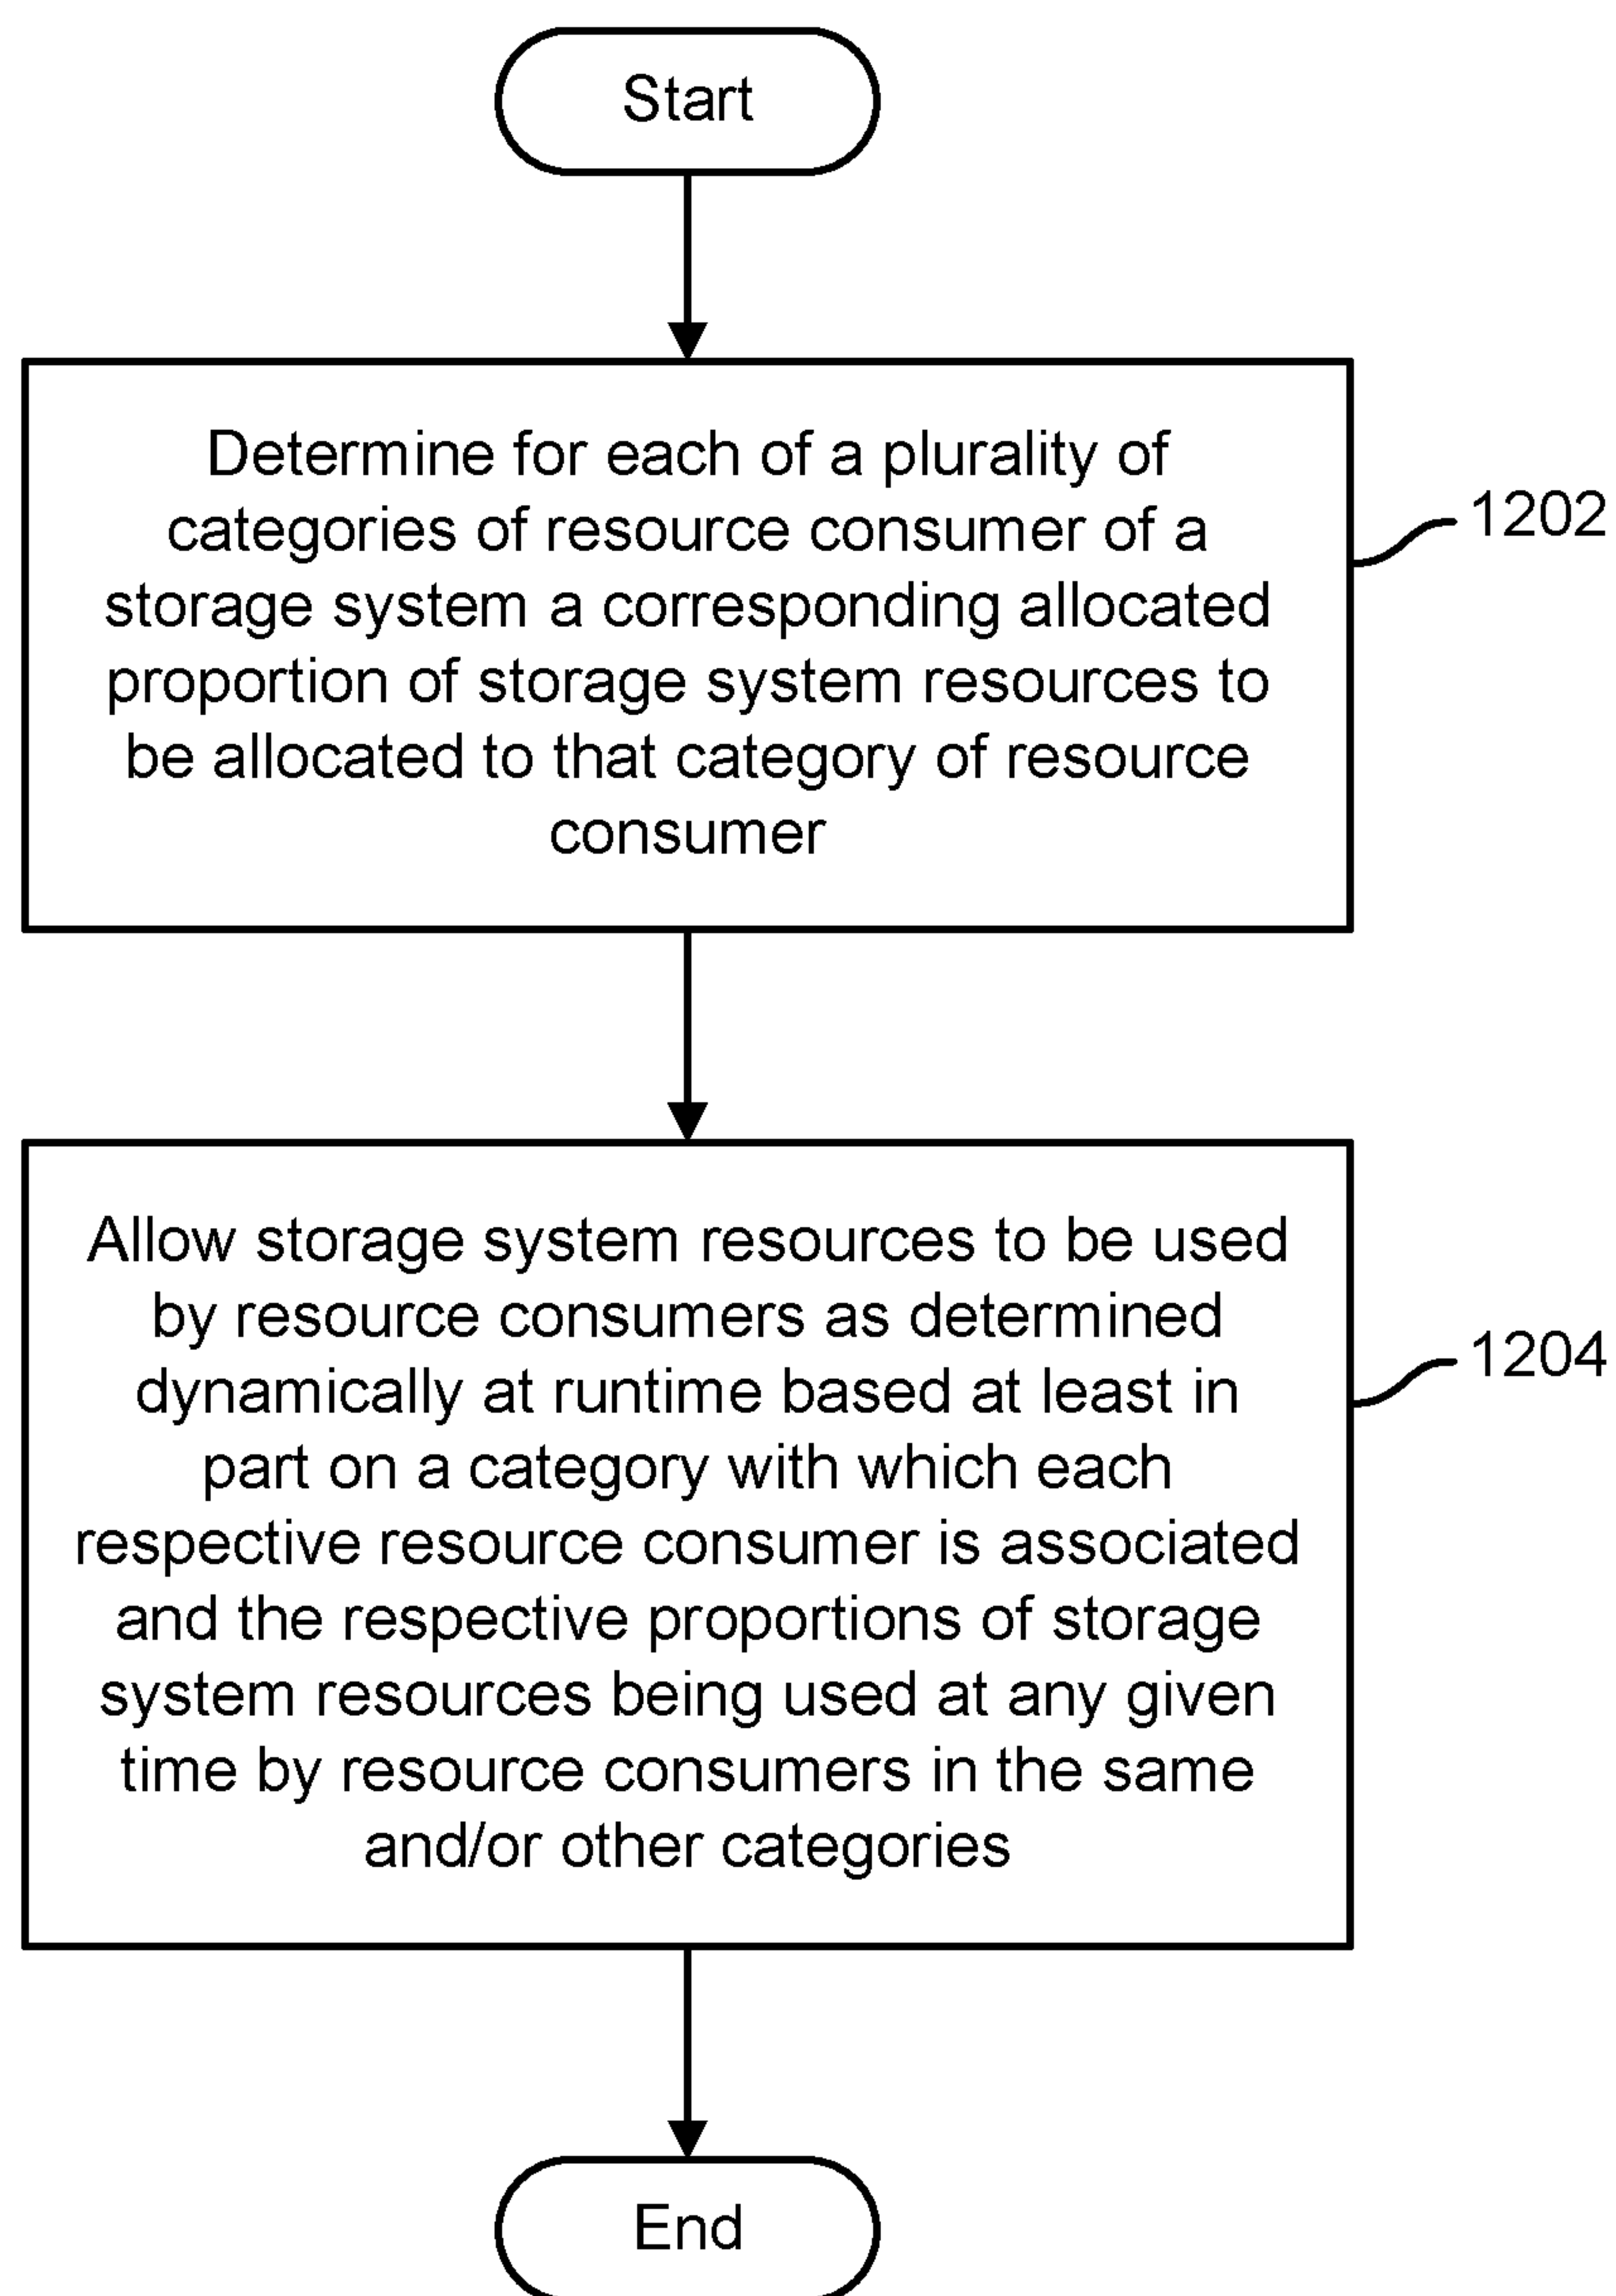 Start
Determine for each of a plurality of
categories of resource consumer of a
storage system a corresponding allocated
proportion of storage system resources to
be allocated to that category of resource
consumer
1202
Allow storage system resources to be used
by resource consumers as determined
dynamically at runtime based at least in
part on a category with which each
respective resource consumer is associated
and the respective proportions of storage
system resources being used at any given
time by resource consumers in the same
and/or other categories
1204
End